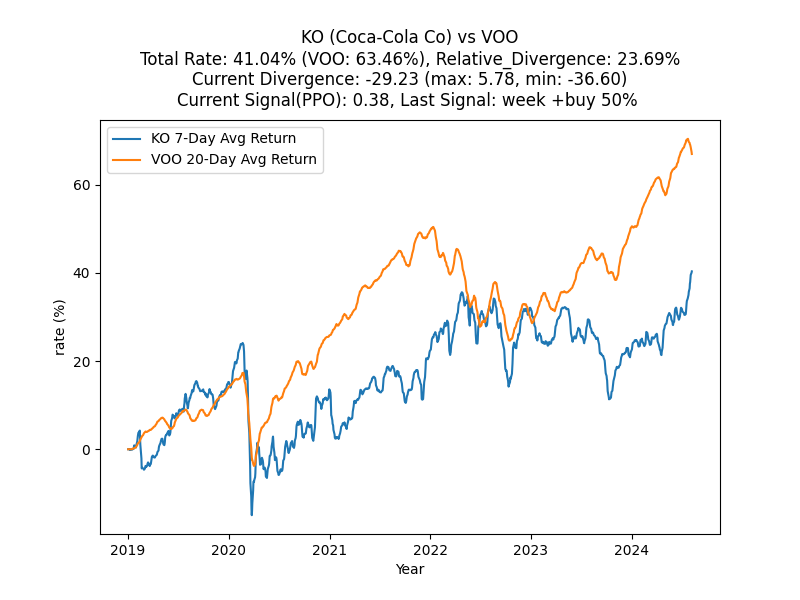 KO (Coca-Cola Co) vs VOO
Total Rate: 41.04% (VOO: 63.46%), Relative_Divergence: 23.69%
Current Divergence: -29.23 (max: 5.78, min: -36.60)
Current Signal(PPO): 0.38, Last Signal: week +buy 50%
KO 7-Day Avg Return
VOO 20-Day Avg Return
60
40
20
0
rate (%)
2019 2020 2021 2022 2023 2024
Year